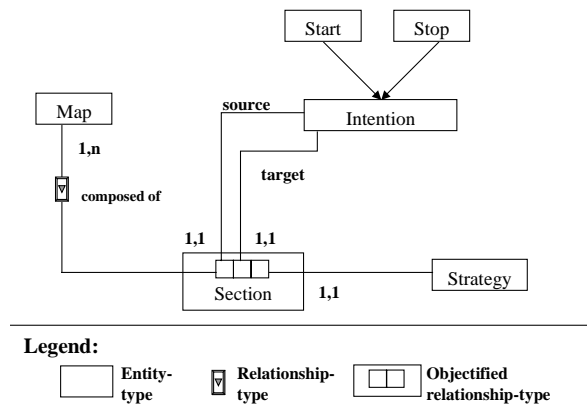 Start
Stop
Map
source
Intention
1,n
target
composed of
1,1
1,1
Section
1,1
Strategy
Legend:
Entity-
type
Relationship-
type
Objectified
relationship-type